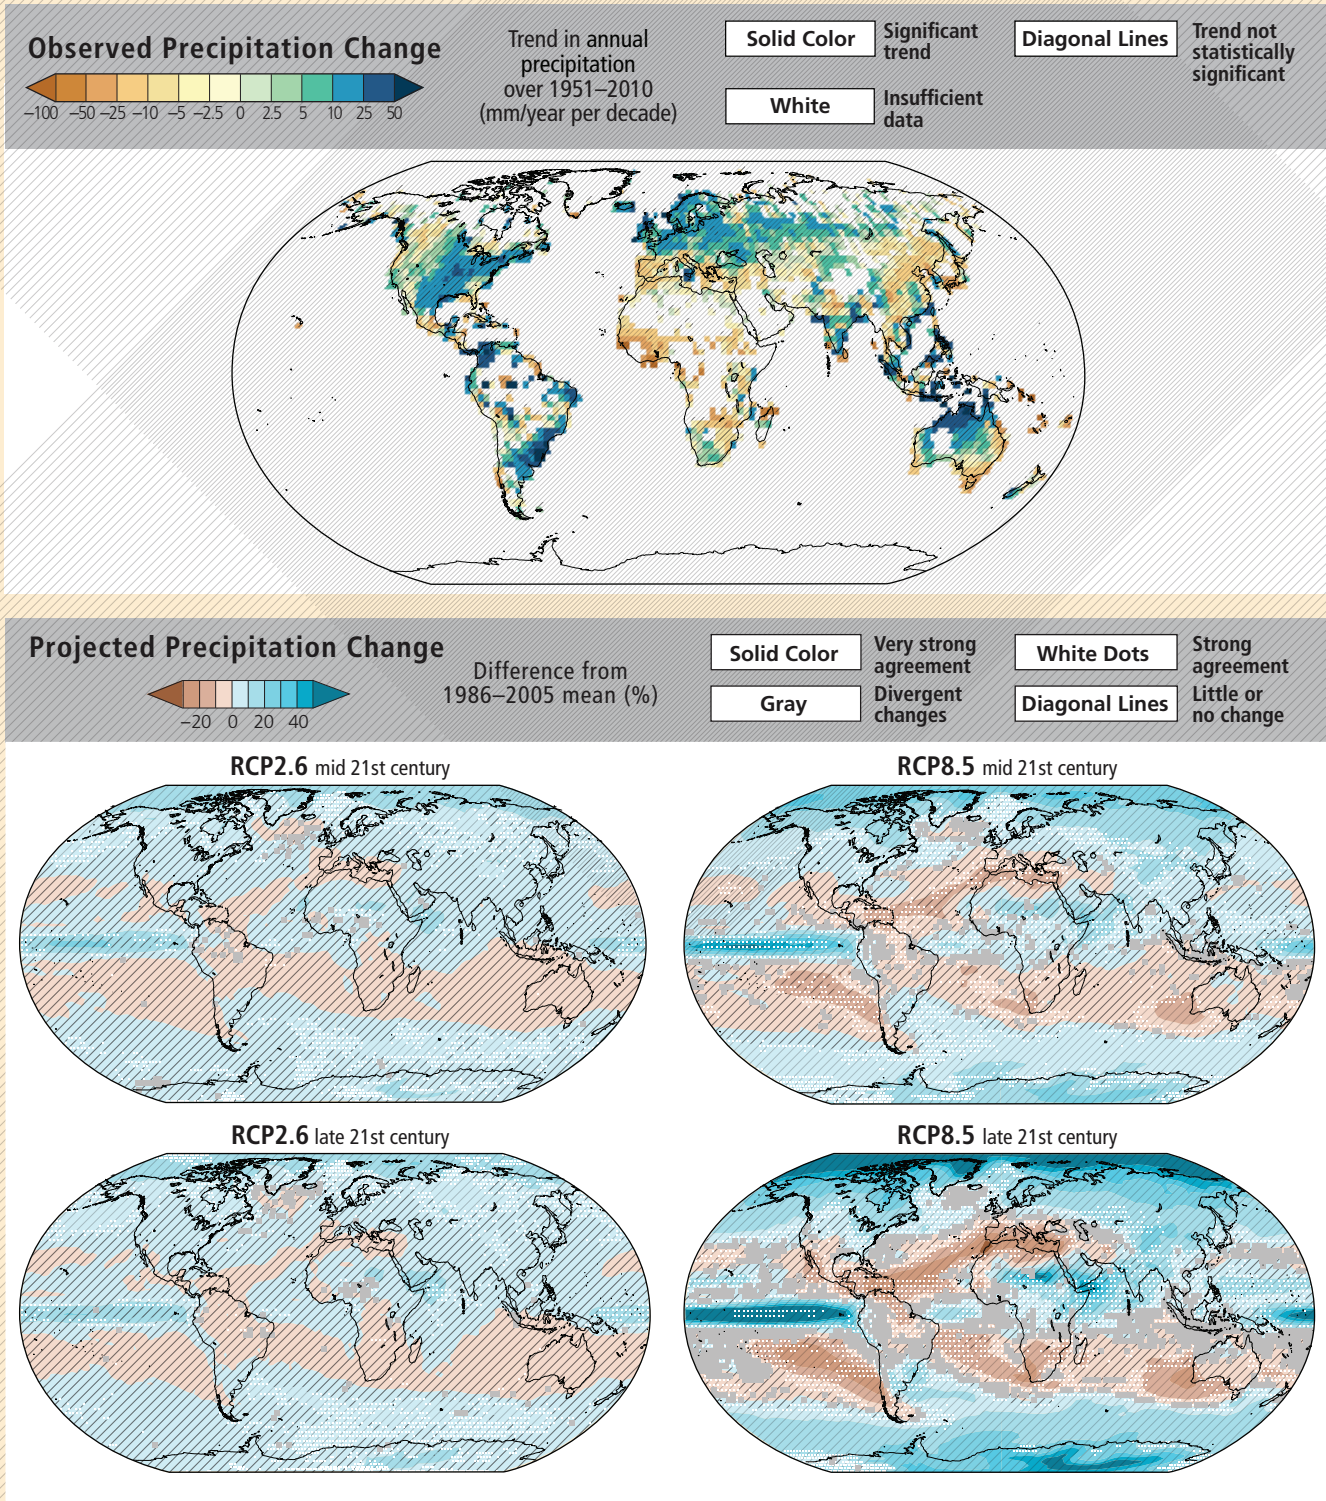 Observed Precipitation Change
−100 −50 −25 −10 −5 −2.5 0 2.5 5 10 25 50
Trend in annual
precipitation
over 1951–2010
(mm/year per decade)
Solid Color
Significant
trend
Diagonal Lines
Trend not
statistically
significant
White
Insufficient
data
Projected Precipitation Change
−20 0 20 40
Difference from
1986–2005 mean (%)
Solid Color
Very strong
agreement
White Dots
Strong
agreement
Gray
Divergent
changes
Diagonal Lines
Little or
no change
RCP2.6 mid 21st century
RCP8.5 mid 21st century
RCP2.6 late 21st century
RCP8.5 late 21st century